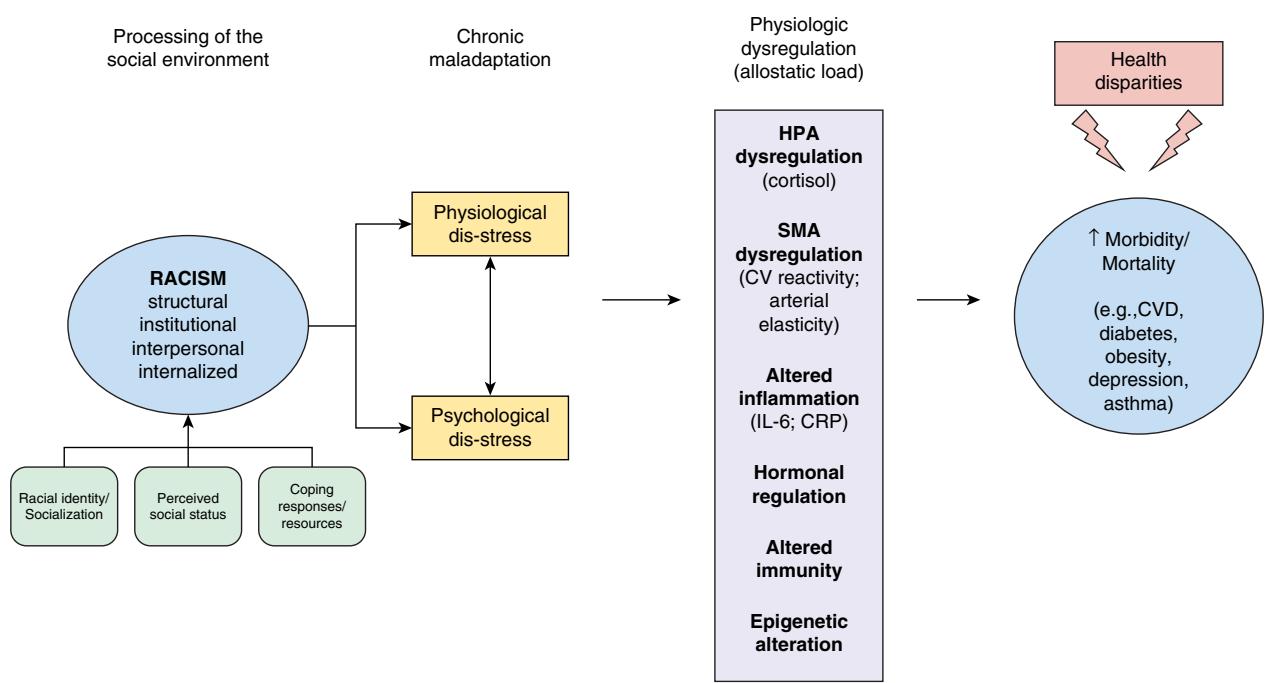 Processing of the
social environment
Chronic
maladaptation
Physiologic
dysregulation
(allostatic load)
Health
disparities
RACISM
structural
institutional
interpersonal
internalized
Racial identity/
Socialization
Perceived
social status
Coping
responses/
resources
Physiological
dis-stress
Psychological
dis-stress
HPA
dysregulation
(cortisol)
SMA
dysregulation
(CV reactivity;
arterial
elasticity)
Altered
inflammation
(IL-6; CRP)
Hormonal
regulation
Altered
immunity
Epigenetic
alteration
↑ Morbidity/
Mortality
(e.g.,CVD,
diabetes,
obesity,
depression,
asthma)